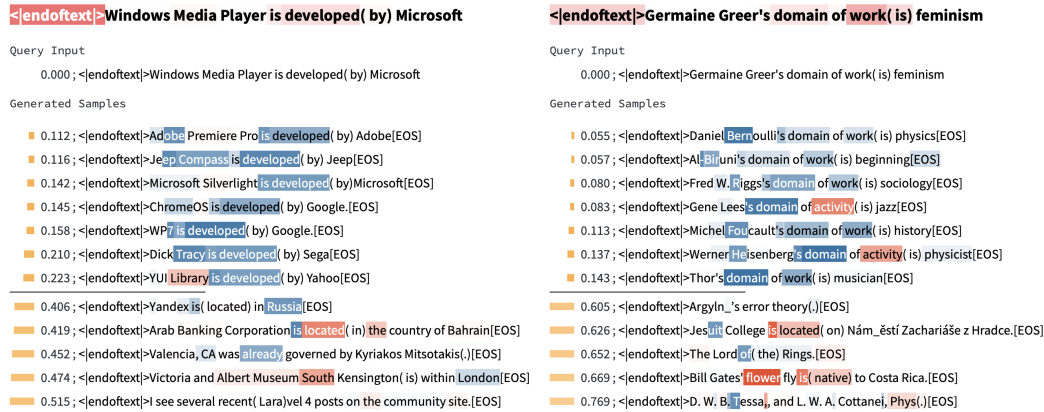 <|endoftext|>Windows Media Player is developed( by) Microsoft
Query Input
0.000 ; <|endoftext|>Windows Media Player is developed( by) Microsoft
Generated Samples
0.112 ; <|endoftext|>Adobe Premiere Pro is developed( by) Adobe[EOS]
0.116 ; <|endoftext|>Jeep Compass is developed( by) Jeep[EOS]
0.142 ; <|endoftext|>Microsoft Silverlight is developed( by)Microsoft[EOS]
0.145 ; <|endoftext|>ChromeOS is developed( by) Google.[EOS]
0.158 ; <|endoftext|>WP7 is developed( by) Google.[EOS]
0.210 ; <|endoftext|>Dick Tracy is developed( by) Sega[EOS]
0.223 ; <|endoftext|>YUI Library is developed( by) Yahoo[EOS]
0.406 ; <|endoftext|>Yandex is( located) in Russia[EOS]
0.419 ; <|endoftext|>Arab Banking Corporation is located( in) the country of Bahrain[EOS]
0.452 ; <|endoftext|>Valencia, CA was already governed by Kyriakos Mitsotakis(.)[EOS]
0.474 ; <|endoftext|>Victoria and Albert Museum South Kensington( is) within London[EOS]
0.515 ; <|endoftext|>I see several recent( Lara)vel 4 posts on the community site.[EOS]
<|endoftext|>Germaine Greer's domain of work( is) feminism
Query Input
0.000 ; <|endoftext|>Germaine Greer's domain of work( is) feminism
Generated Samples
0.055 ; <|endoftext|>Daniel Bernoulli's domain of work( is) physics[EOS]
0.057 ; <|endoftext|>Al-Biruni's domain of work( is) beginning[EOS]
0.080 ; <|endoftext|>Fred W. Riggs's domain of work( is) sociology[EOS]
0.083 ; <|endoftext|>Gene Lees's domain of activity( is) jazz[EOS]
0.113 ; <|endoftext|>Michel Foucault's domain of work( is) history[EOS]
0.137 ; <|endoftext|>Werner Heisenberg's domain of activity( is) physicist[EOS]
0.143 ; <|endoftext|>Thor's domain of work( is) musician[EOS]
0.605 ; <|endoftext|>Argyln_'s error theory(.)[EOS]
0.626 ; <|endoftext|>Jesuit College is located( on) Nám_ěstí Zachariáše z Hradce.[EOS]
0.652 ; <|endoftext|>The Lord of( the) Rings.[EOS]
0.669 ; <|endoftext|>Bill Gates' flower fly is( native) to Costa Rica.[EOS]
0.769 ; <|endoftext|>D. W. B. Tessa,, and L. W. A. Cottanei, Phys(.)[EOS]